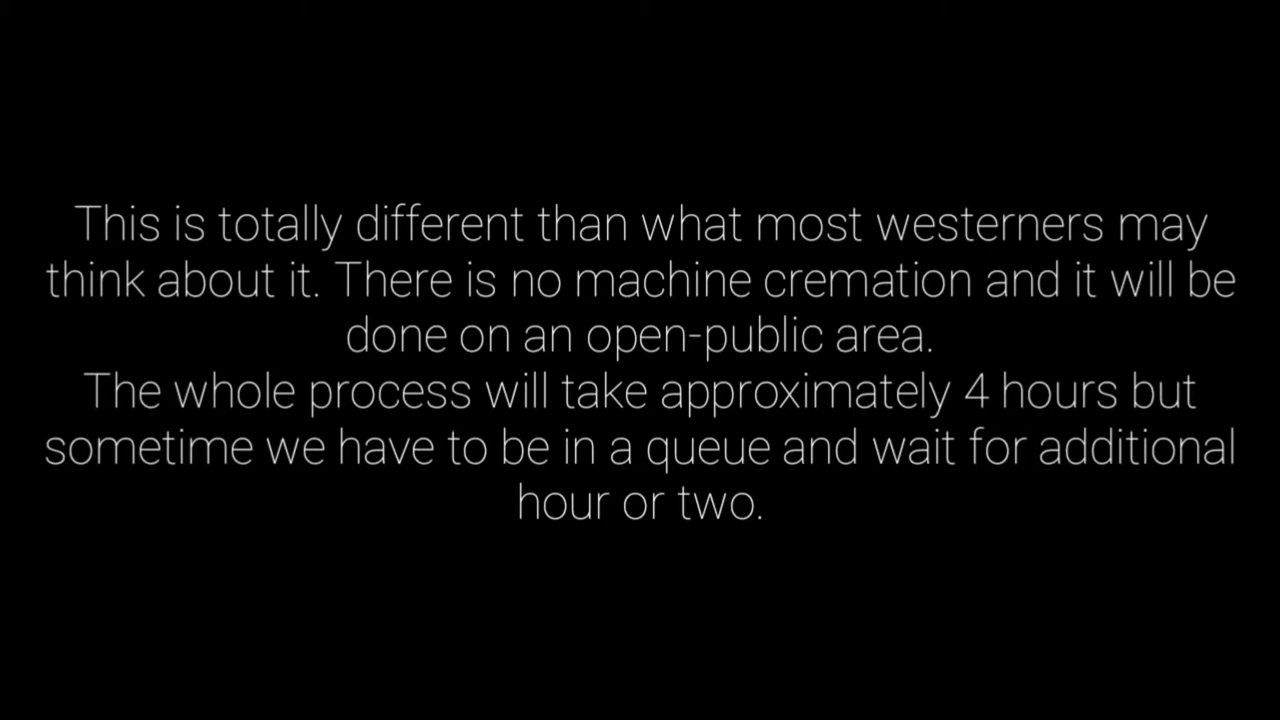 This is totally different than what most westerners may
think about it. There is no machine cremation and it will be
done on an open-public area.
The whole process will take approximately 4 hours but
sometime we have to be in a queue and wait for additional
hour or two.